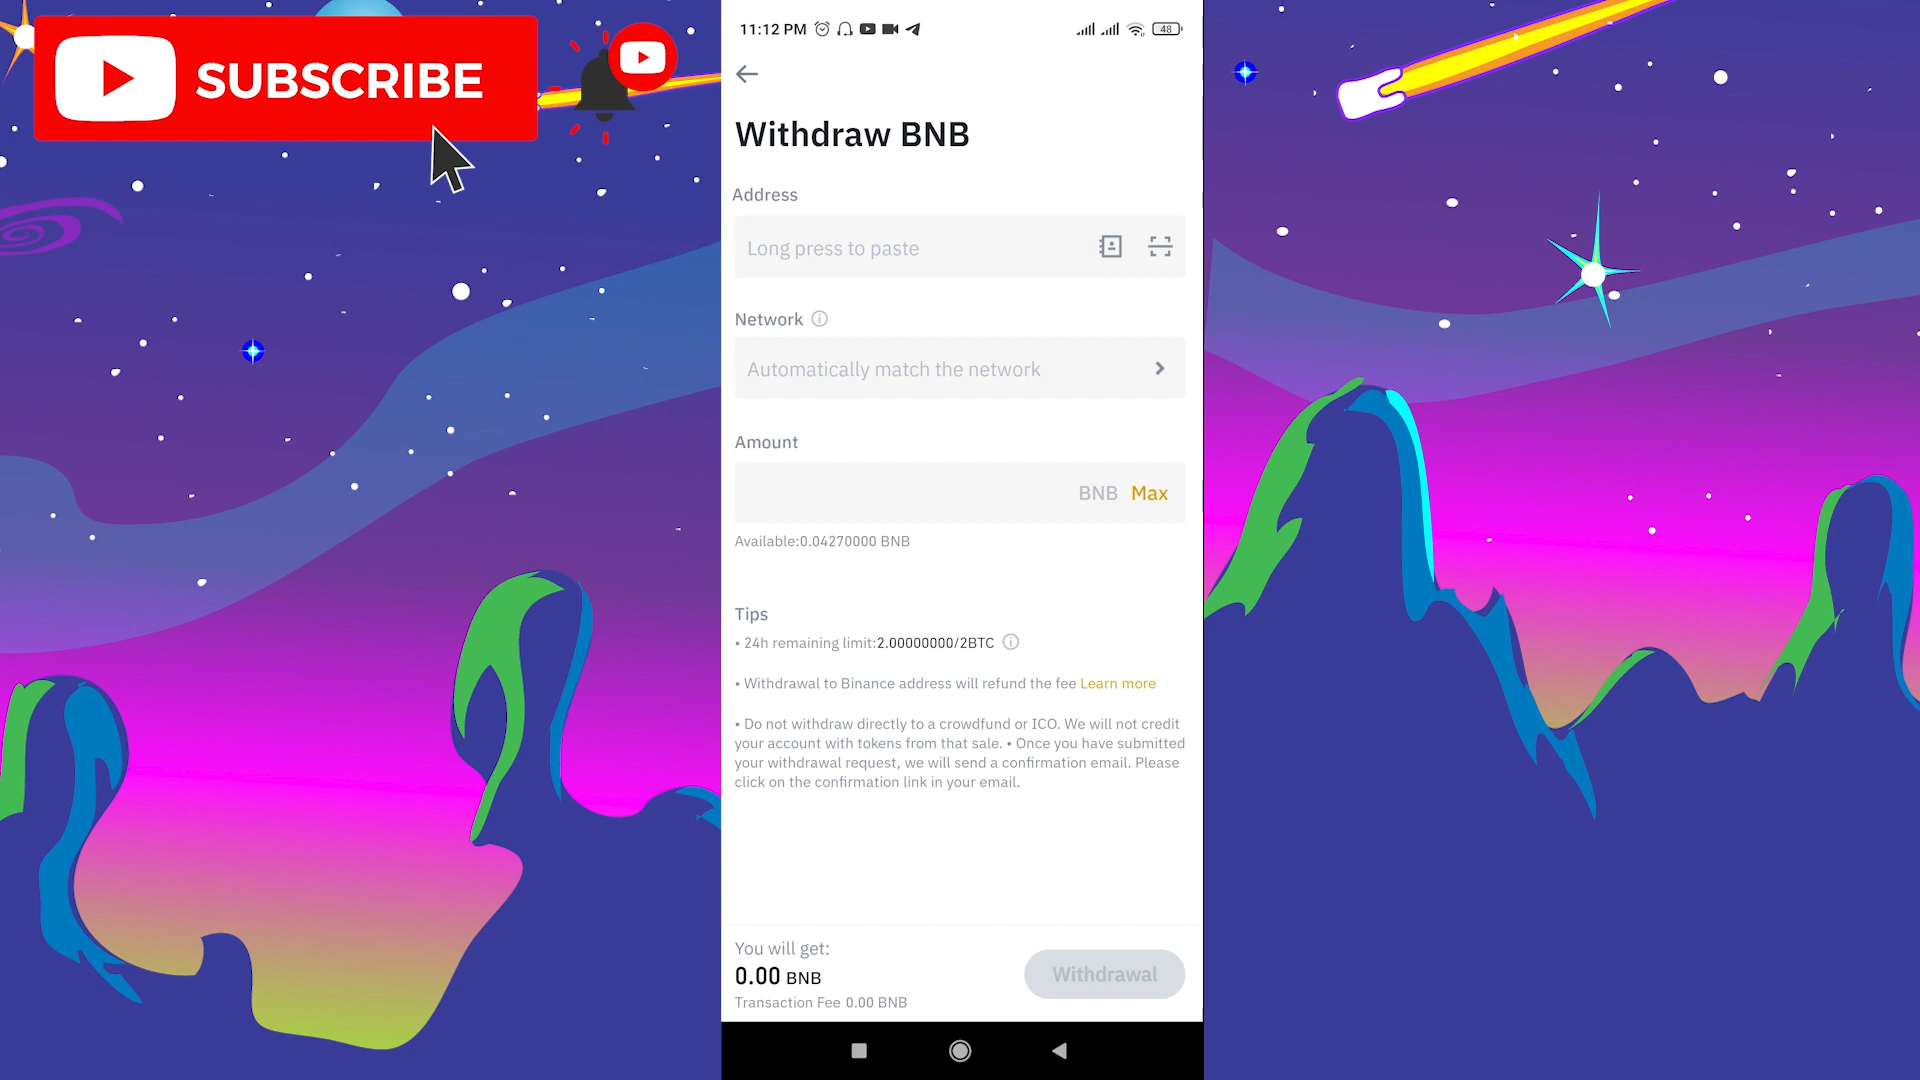 SUBSCRIBE
11:12 PM
48
Withdraw BNB
Address
Long press to paste
Network
Automatically match the network
Amount
BNB Max
Available:0.04270000 BNB
Tips
• 24h remaining limit:2.00000000/2BTC
• Withdrawal to Binance address will refund the fee Learn more
• Do not withdraw directly to a crowdfund or ICO. We will not credit
your account with tokens from that sale. • Once you have submitted
your withdrawal request, we will send a confirmation email. Please
click on the confirmation link in your email.
You will get:
0.00 BNB
Withdrawal
Transaction Fee 0.00 BNB